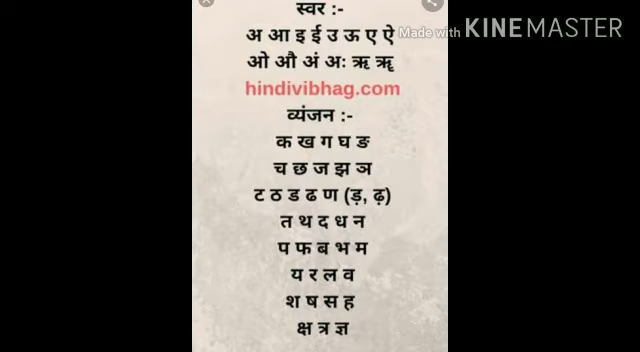 स्वर :-
अ आ इ ई उ ऊ ए ऐ
Made with KINEMASTER
ओ औ अं अः ऋ ॠ
hindivibhag.com
व्यंजन :-
क ख ग घ ङ
च छ ज झ ञ
ट ठ ड ढ ण (ड़, ढ़)
त थ द ध न
प फ ब भ म
य र ल व
श ष स ह
क्ष त्र ज्ञ